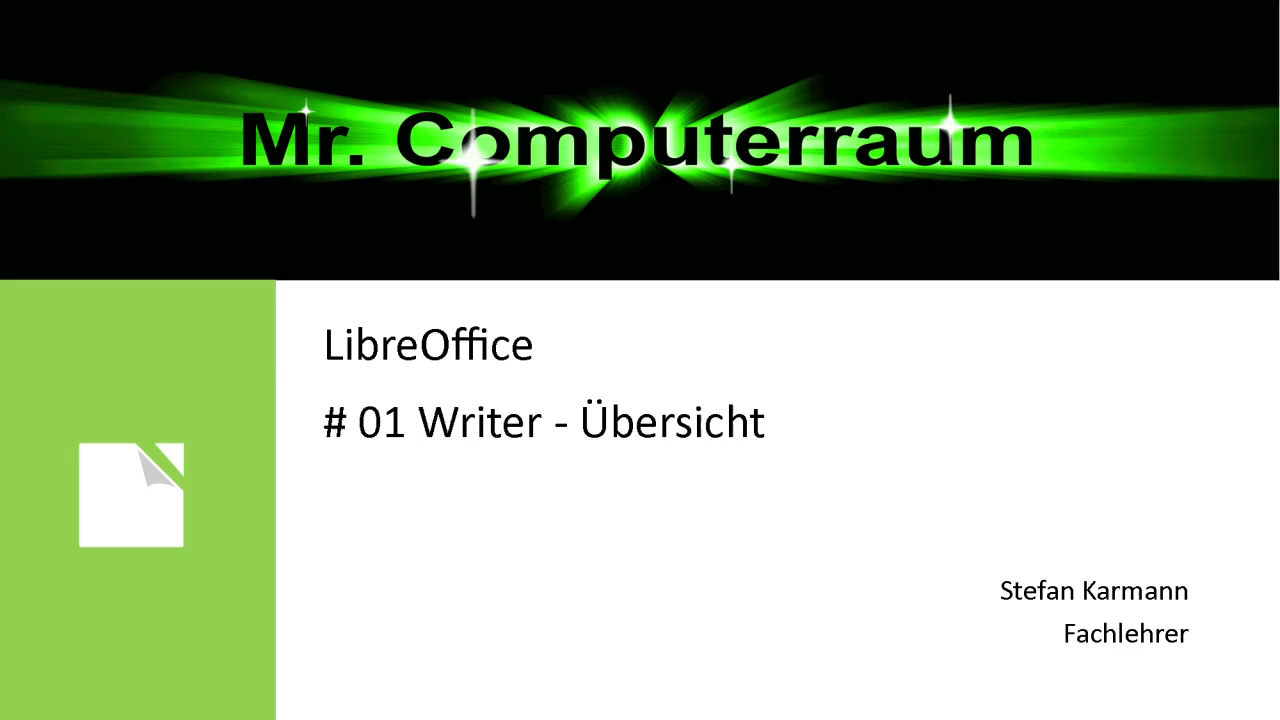 Mr. Computerraum
LibreOffice
# 01 Writer - Übersicht
Stefan Karmann
Fachlehrer